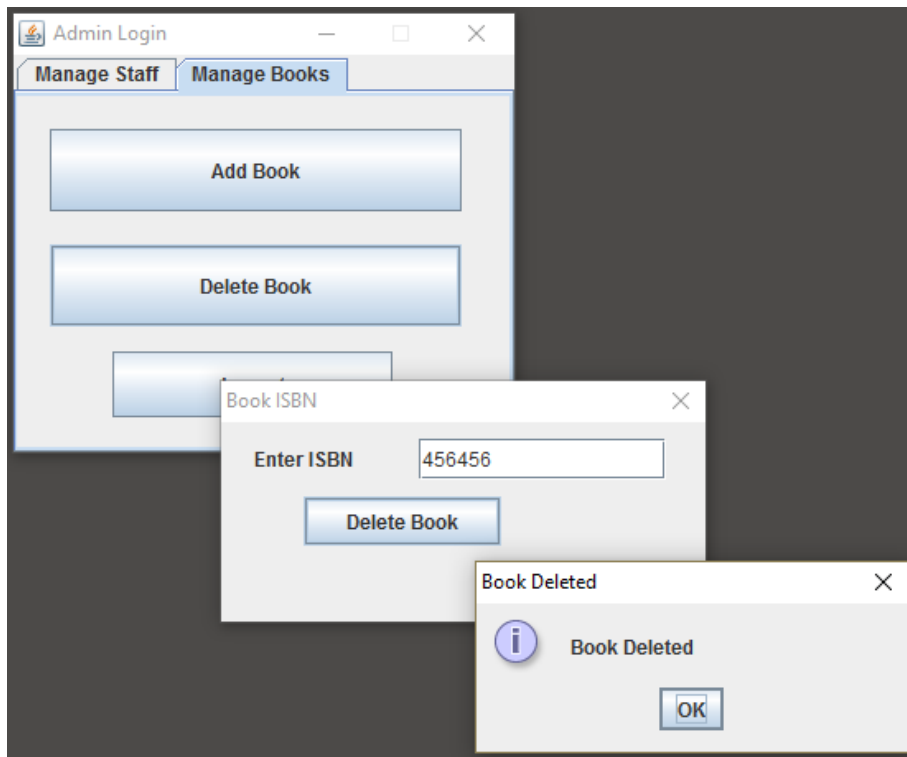 Admin Login
Manage Staff Manage Books
Add Book
Delete Book
Book ISBN
Enter ISBN 456456
Delete Book
Book Deleted
Book Deleted
OK